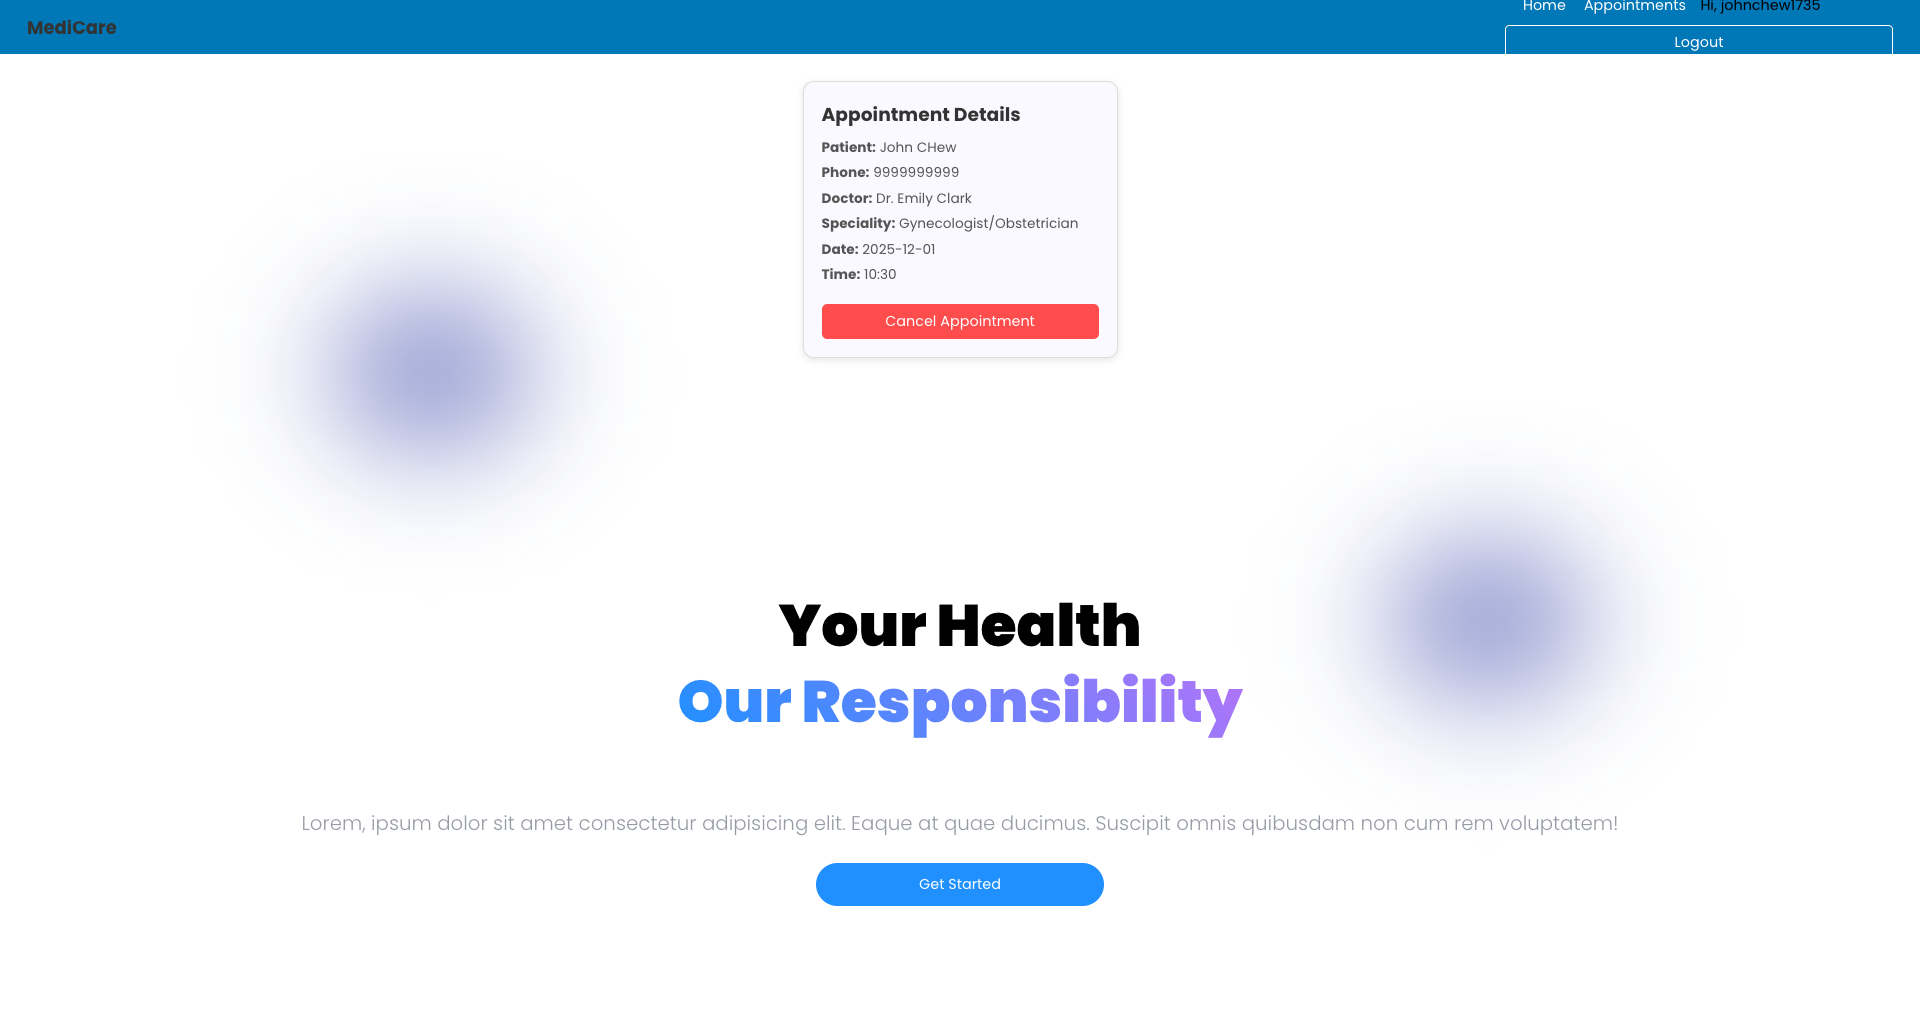 MediCare
Home Appointments Hi, johnchew1735
Logout
Appointment Details
Patient: John CHew
Phone: 9999999999
Doctor: Dr. Emily Clark
Speciality: Gynecologist/Obstetrician
Date: 2025-12-01
Time: 10:30
Cancel Appointment
Your Health
Our Responsibility
Lorem, ipsum dolor sit amet consectetur adipisicing elit. Eaque at quae ducimus. Suscipit omnis quibusdam non cum rem voluptatem!
Get Started